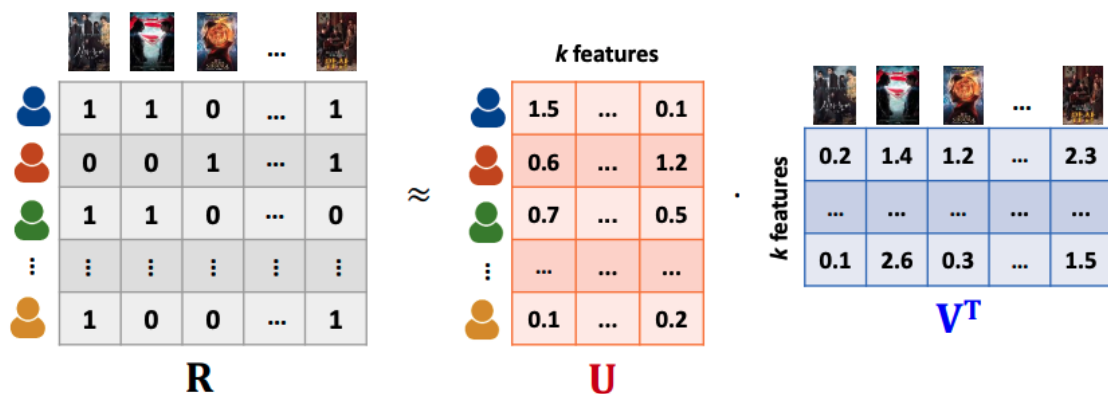 ...
k features
1 1 0 ... 1
0 0 1 ... 1
1 1 0 ... 0
⋮ ⋮ ⋮ ⋮ ⋮ ⋮
1 0 0 ... 1
R
≈
1.5 ... 0.1
0.6 ... 1.2
0.7 ... 0.5
⋮ ... ... ...
0.1 ... 0.2
U
·
...
k features
0.2 1.4 1.2 ... 2.3
... ... ... ... ...
0.1 2.6 0.3 ... 1.5
V^T